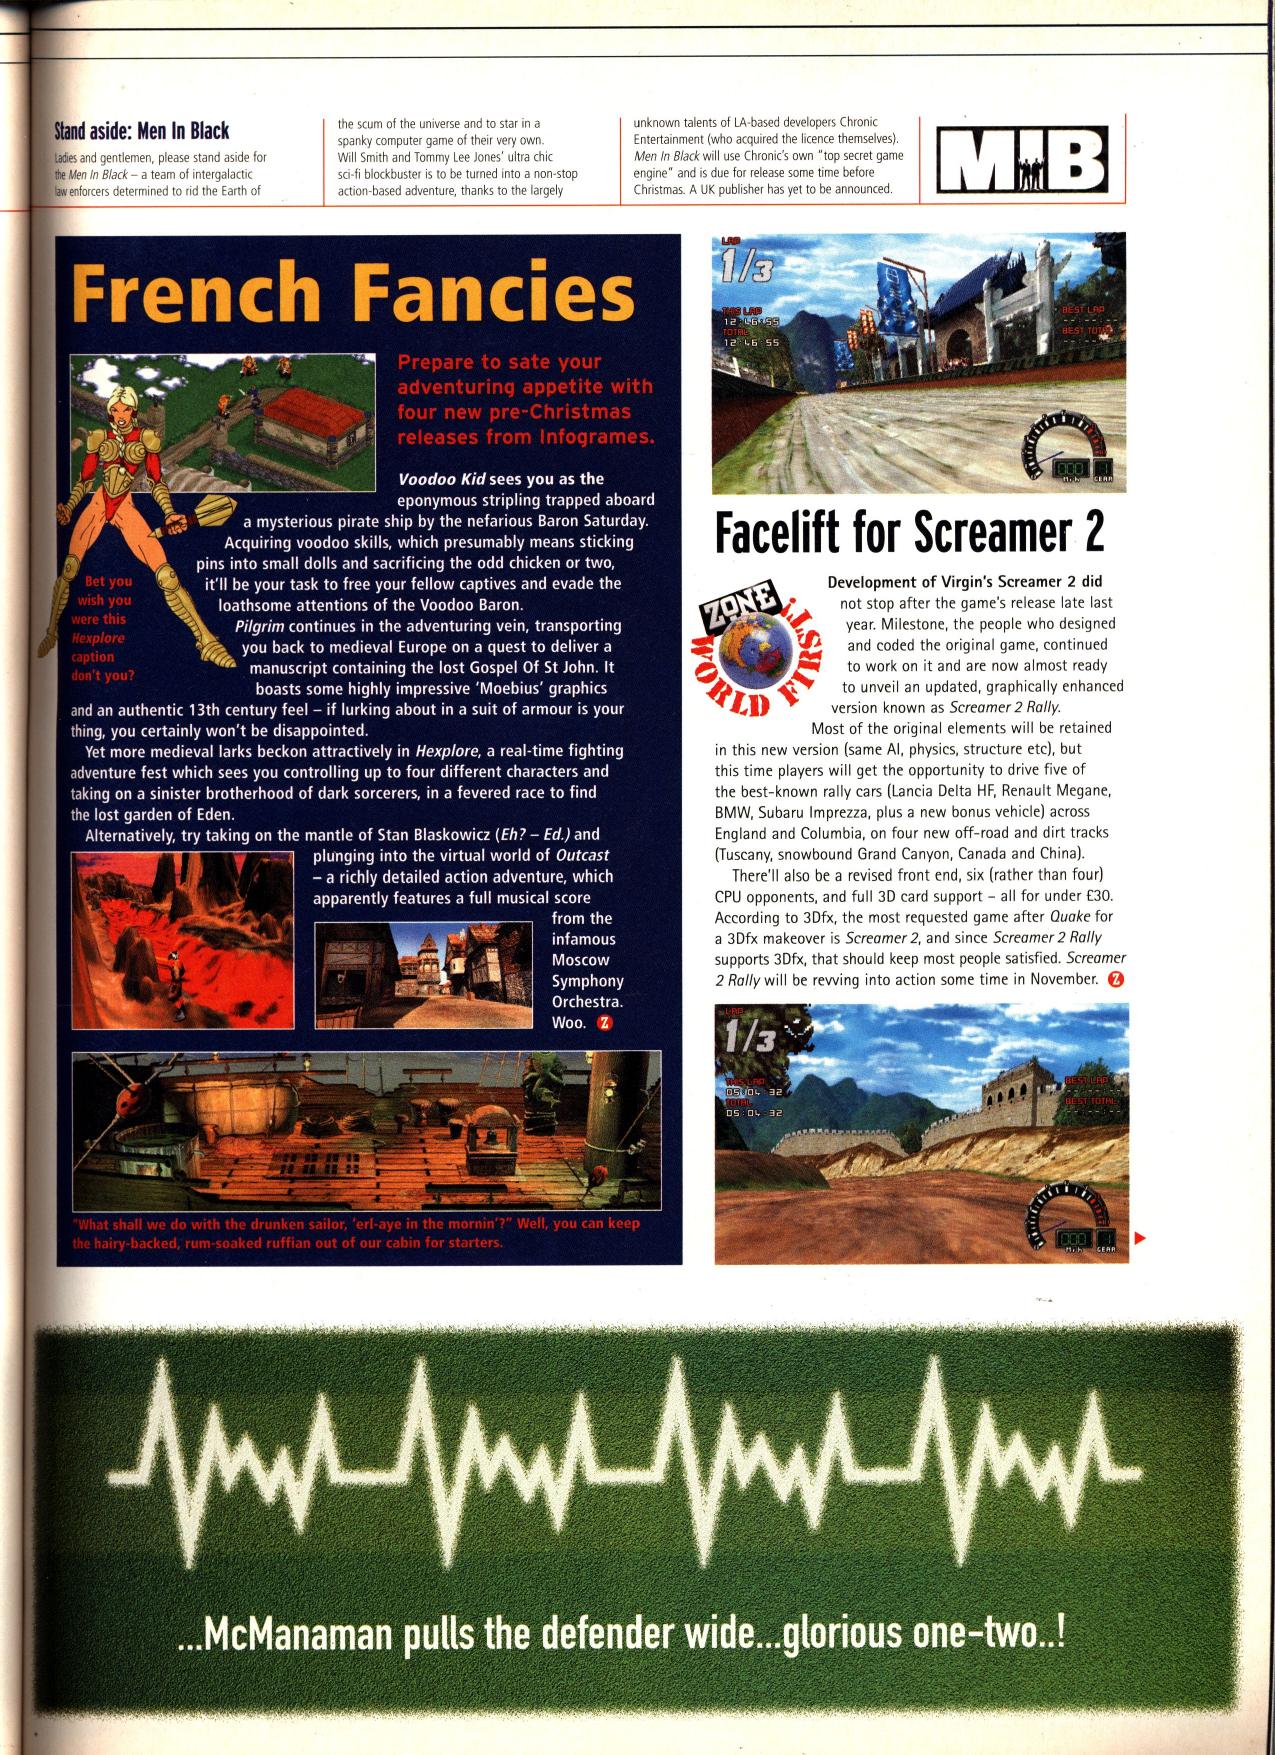 Stand aside: Men In Black
Ladies and gentlemen, please stand aside for
the Men In Black – a team of intergalactic
law enforcers determined to rid the Earth of
the scum of the universe and to star in a
spanky computer game of their very own.
Will Smith and Tommy Lee Jones' ultra chic
sci-fi blockbuster is to be turned into a non-stop
action-based adventure, thanks to the largely
unknown talents of LA-based developers Chronic
Entertainment (who acquired the licence themselves).
Men In Black will use Chronic's own "top secret game
engine" and is due for release some time before
Christmas. A UK publisher has yet to be announced.
MIB
French Fancies
Prepare to sate your
adventuring appetite with
four new pre-Christmas
releases from Infogrames.
Voodoo Kid sees you as the
eponymous stripling trapped aboard
a mysterious pirate ship by the nefarious Baron Saturday.
Acquiring voodoo skills, which presumably means sticking
pins into small dolls and sacrificing the odd chicken or two,
it'll be your task to free your fellow captives and evade the
loathsome attentions of the Voodoo Baron.
Pilgrim continues in the adventuring vein, transporting
you back to medieval Europe on a quest to deliver a
manuscript containing the lost Gospel Of St John. It
boasts some highly impressive 'Moebius' graphics
and an authentic 13th century feel – if lurking about in a suit of armour is your
thing, you certainly won't be disappointed.
Yet more medieval larks beckon attractively in Hexplore, a real-time fighting
adventure fest which sees you controlling up to four different characters and
taking on a sinister brotherhood of dark sorcerers, in a fevered race to find
the lost garden of Eden.
Alternatively, try taking on the mantle of Stan Blaskowicz (Eh? – Ed.) and
plunging into the virtual world of Outcast
– a richly detailed action adventure, which
apparently features a full musical score
from the
infamous
Moscow
Symphony
Orchestra.
Woo. Z
Bet you
wish you
were this
Hexplore
caption
don't you?
"What shall we do with the drunken sailor, 'erl-aye in the mornin'?" Well, you can keep
the hairy-backed, rum-soaked ruffian out of our cabin for starters.
LAP
1/3
THIS LAP
12:46:55
TOTAL
12:46:55
BEST LAP
--:--:--
BEST TOTAL
--:--:--
000
Mih
1
GEAR
Facelift for Screamer 2
ZONE
WORLD FIRST!
Development of Virgin's Screamer 2 did
not stop after the game's release late last
year. Milestone, the people who designed
and coded the original game, continued
to work on it and are now almost ready
to unveil an updated, graphically enhanced
version known as Screamer 2 Rally.
Most of the original elements will be retained
in this new version (same AI, physics, structure etc), but
this time players will get the opportunity to drive five of
the best-known rally cars (Lancia Delta HF, Renault Megane,
BMW, Subaru Imprezza, plus a new bonus vehicle) across
England and Columbia, on four new off-road and dirt tracks
(Tuscany, snowbound Grand Canyon, Canada and China).
There'll also be a revised front end, six (rather than four)
CPU opponents, and full 3D card support – all for under £30.
According to 3Dfx, the most requested game after Quake for
a 3Dfx makeover is Screamer 2, and since Screamer 2 Rally
supports 3Dfx, that should keep most people satisfied. Screamer
2 Rally will be revving into action some time in November. Z
LAP
1/3
THIS LAP
05:04:32
TOTAL
05:04:32
BEST LAP
--:--:--
BEST TOTAL
--:--:--
000
Mih
1
GEAR
...McManaman pulls the defender wide...glorious one-two..!